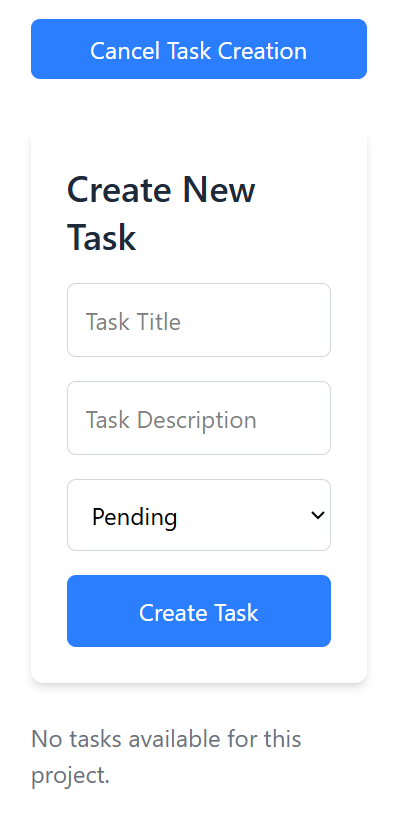 Cancel Task Creation
Create New
Task
Task Title
Task Description
Pending
Create Task
No tasks available for this
project.